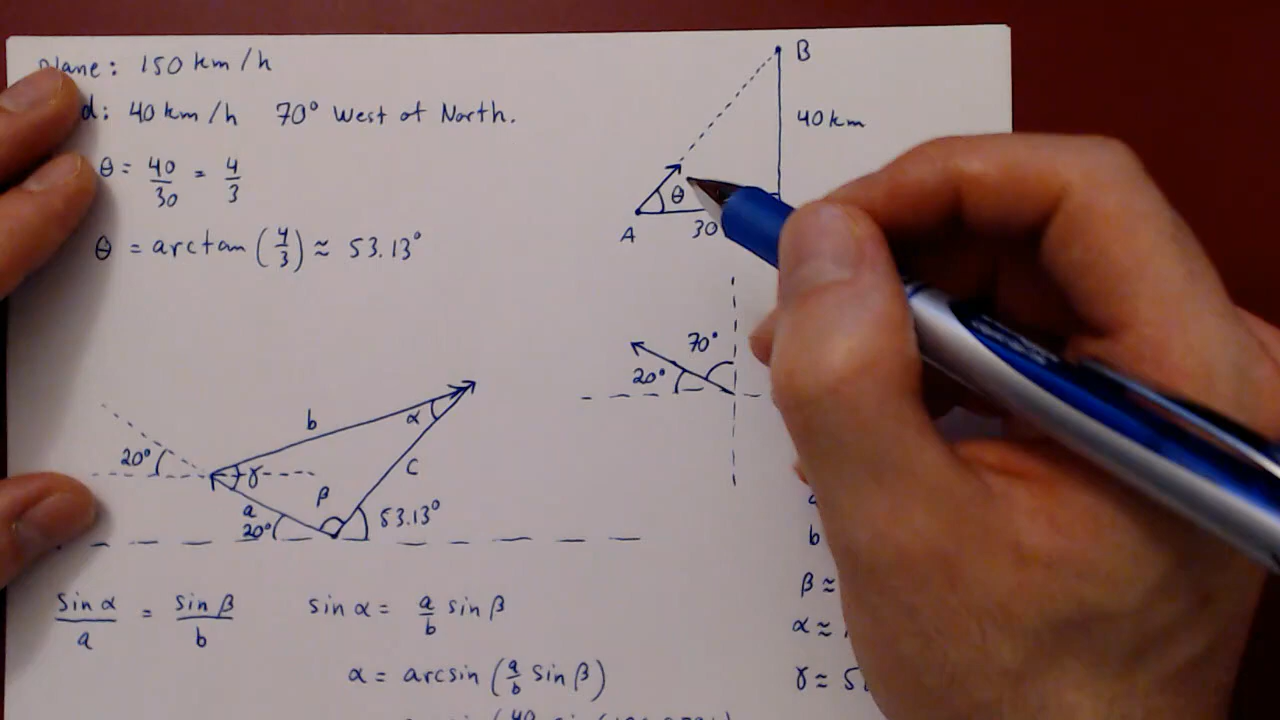 plane: 150 km/h
d: 40 km/h 70° West of North.
θ = 40/30 = 4/3
θ = arctan (4/3) ≈ 53.13°
B
40 km
θ
A
30
70°
20°
b
α
20°
γ
C
β
a
20°
53.13°
sin α / a = sin β / b
sin α = a/b sin β
α = arcsin (a/b sin β)
b
β ≈
α ≈
γ ≈ 5